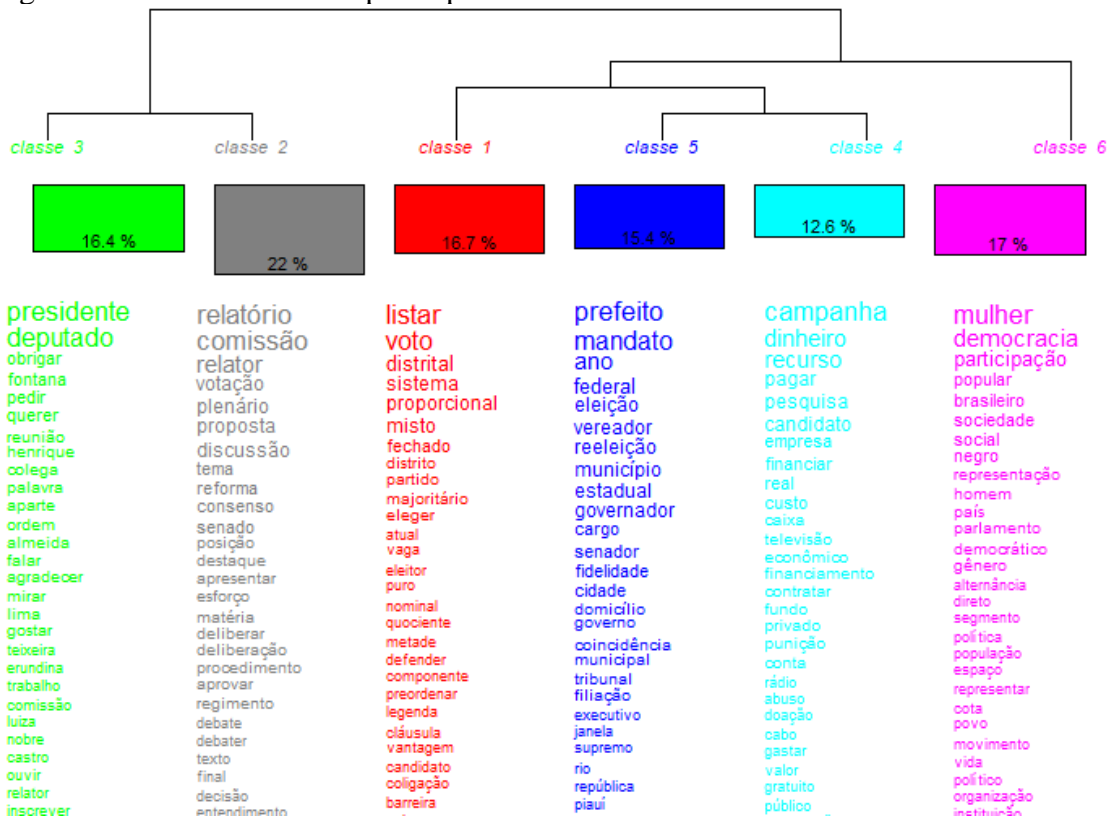 classe 3
classe 2
classe 1
classe 5
classe 4
classe 6
16.4 %
22 %
16.7 %
15.4 %
12.6 %
17 %
presidente
deputado
obrigar
fontana
pedir
querer
reunião
henrique
colega
palavra
aparte
ordem
almeida
falar
agradecer
mirar
lima
gostar
teixeira
erundina
trabalho
comissão
luiza
nobre
castro
ouvir
relator
inscrever
relatório
comissão
relator
votação
plenário
proposta
discussão
tema
reforma
consenso
senado
posição
destaque
apresentar
esforço
matéria
deliberar
deliberação
procedimento
aprovar
regimento
debate
debater
texto
final
decisão
entendimento
listar
voto
distrital
sistema
proporcional
misto
fechado
distrito
partido
majoritário
eleger
atual
vaga
eleitor
puro
nominal
quociente
metade
defender
componente
preordenar
legenda
cláusula
vantagem
candidato
coligação
barreira
prefeito
mandato
ano
federal
eleição
vereador
reeleição
município
estadual
governador
cargo
senador
fidelidade
cidade
domicílio
governo
coincidência
municipal
tribunal
filiação
executivo
janela
supremo
rio
república
piauí
campanha
dinheiro
recurso
pagar
pesquisa
candidato
empresa
financiar
real
custo
caixa
televisão
econômico
financiamento
contratar
fundo
privado
punição
conta
rádio
abuso
doação
cabo
gastar
valor
gratuito
público
mulher
democracia
participação
popular
brasileiro
sociedade
social
negro
representação
homem
país
parlamento
democrático
gênero
alternância
direto
segmento
política
população
espaço
representar
cota
povo
movimento
vida
político
organização
instituição